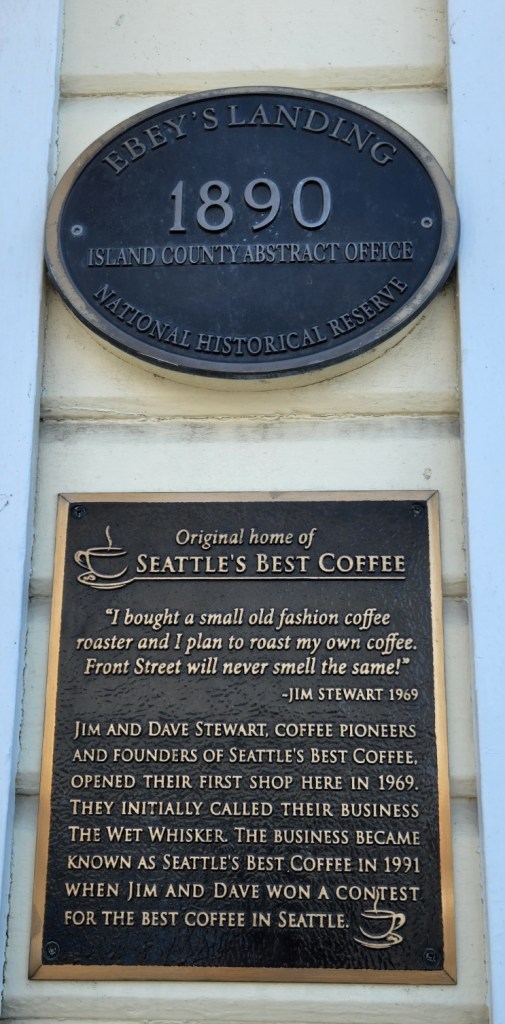 EBEY'S LANDING
1890
ISLAND COUNTY ABSTRACT OFFICE
NATIONAL HISTORICAL RESERVE
Original home of
SEATTLE'S BEST COFFEE
"I bought a small old fashion coffee
roaster and I plan to roast my own coffee.
Front Street will never smell the same!"
-JIM STEWART 1969
JIM AND DAVE STEWART, COFFEE PIONEERS
AND FOUNDERS OF SEATTLE'S BEST COFFEE,
OPENED THEIR FIRST SHOP HERE IN 1969.
THEY INITIALLY CALLED THEIR BUSINESS
THE WET WHISKER. THE BUSINESS BECAME
KNOWN AS SEATTLE'S BEST COFFEE IN 1991
WHEN JIM AND DAVE WON A CONTEST
FOR THE BEST COFFEE IN SEATTLE.